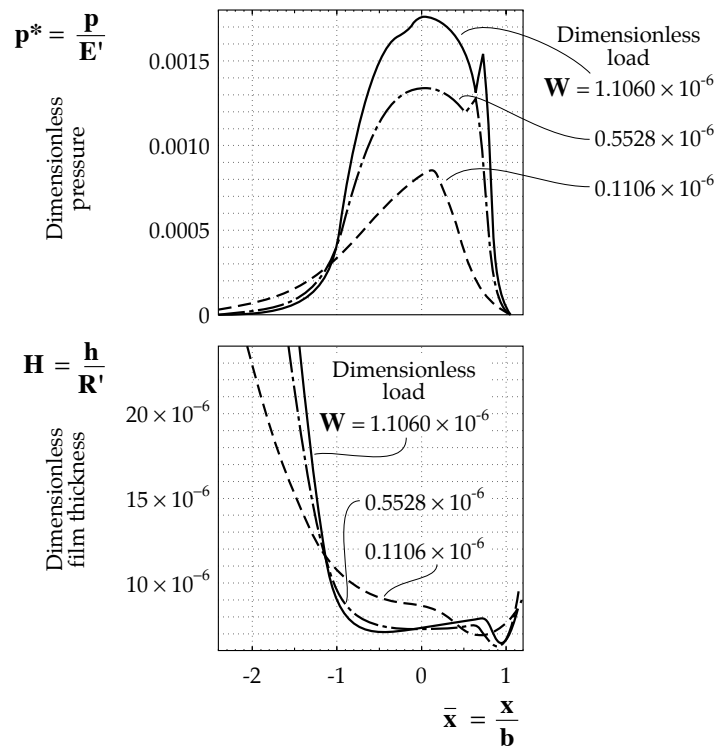 p* = p
E'
Dimensionless
pressure
0.0015
0.0010
0.0005
0
Dimensionless
load
W = 1.1060 × 10⁻⁶
0.5528 × 10⁻⁶
0.1106 × 10⁻⁶
H = h
R'
Dimensionless
film thickness
20 × 10⁻⁶
15 × 10⁻⁶
10 × 10⁻⁶
Dimensionless
load
W = 1.1060 × 10⁻⁶
0.5528 × 10⁻⁶
0.1106 × 10⁻⁶
-2 -1 0 1
x̄ = x
b